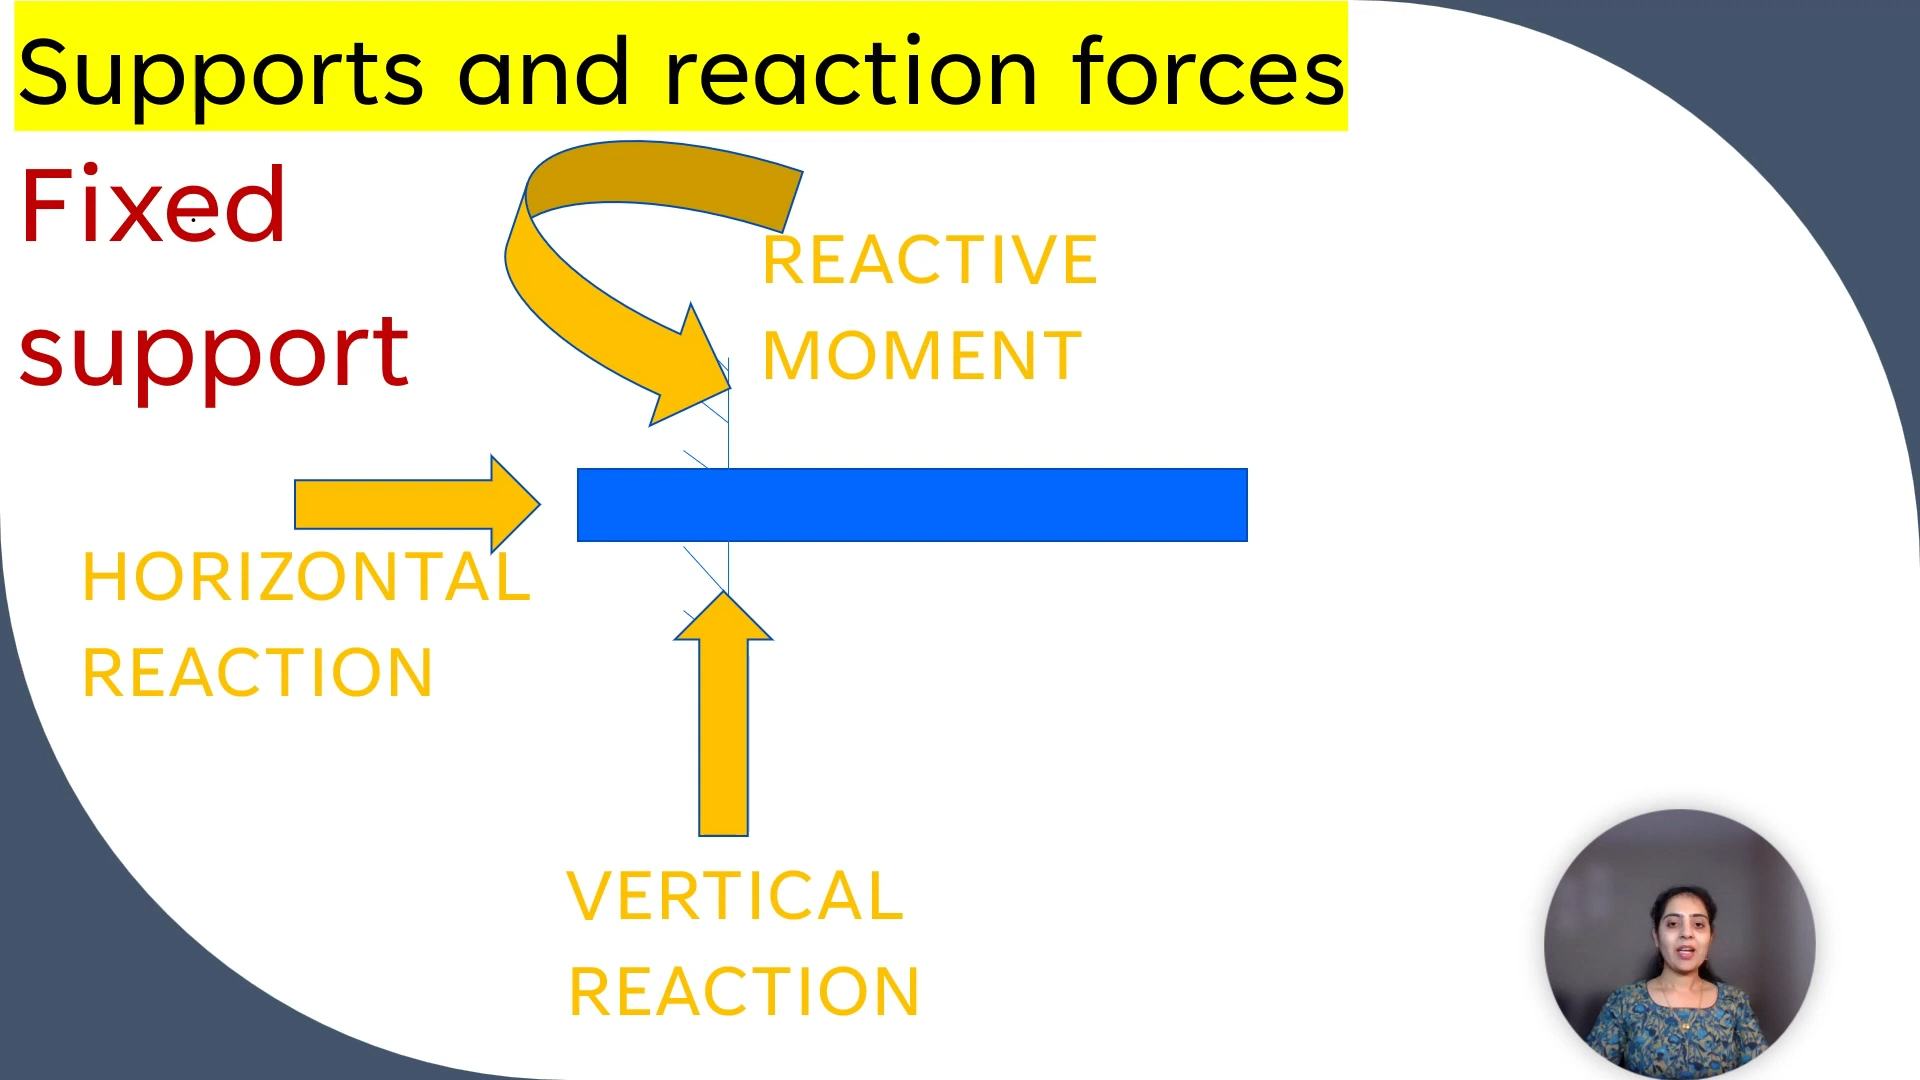 Supports and reaction forces
Fixed
support
REACTIVE
MOMENT
HORIZONTAL
REACTION
VERTICAL
REACTION